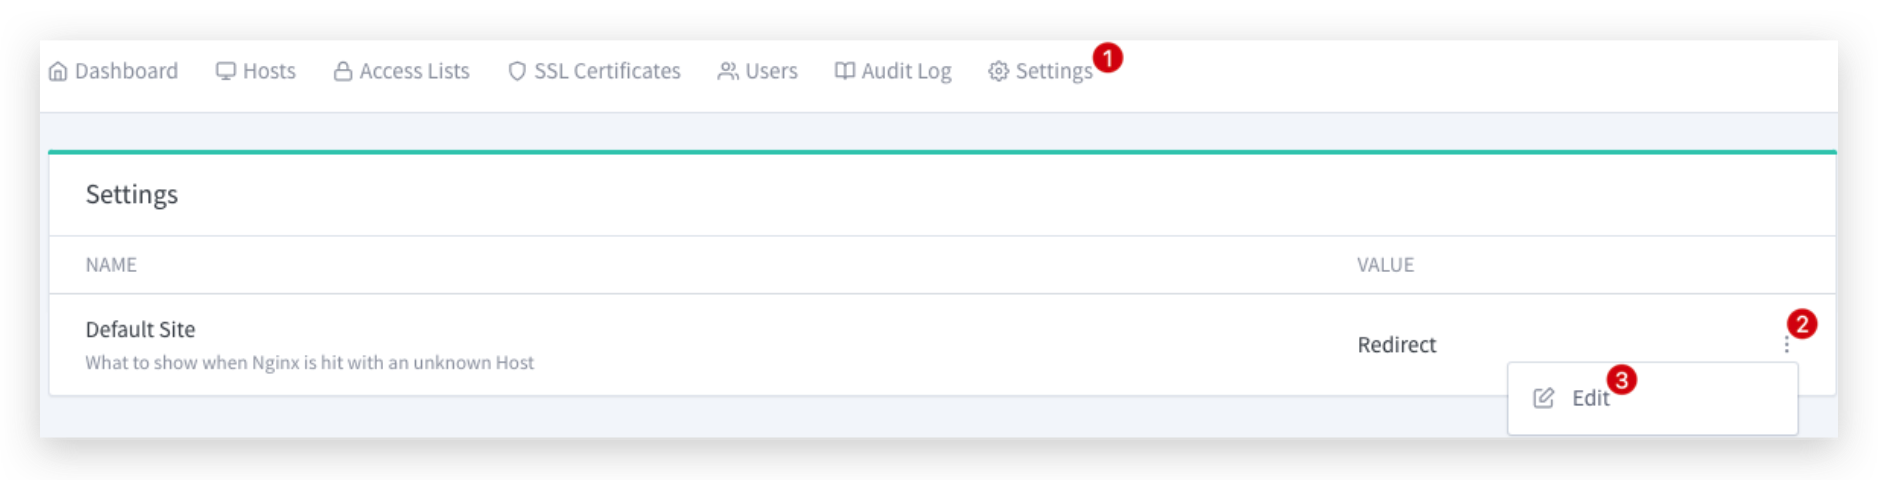 Dashboard Hosts Access Lists SSL Certificates Users Audit Log Settings 1
Settings
NAME VALUE
Default Site
What to show when Nginx is hit with an unknown Host
Redirect 2
Edit 3